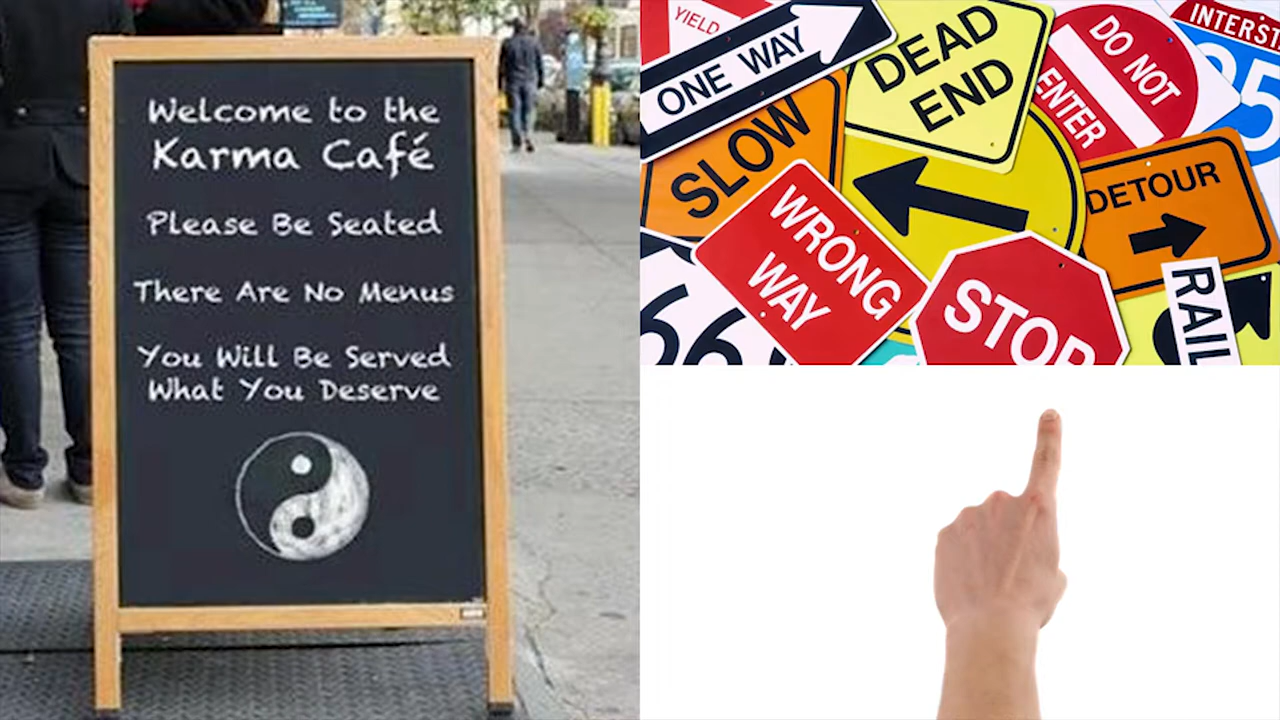 Welcome to the
Karma Café
Please Be Seated
There Are No Menus
You Will Be Served
What You Deserve
YIELD
ONE WAY
DEAD
END
DO NOT
ENTER
INTERST
SLOW
DETOUR
WRONG
WAY
STOP
RAIL
66